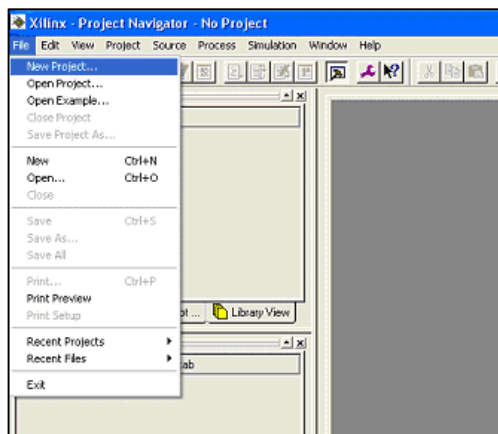 Xilinx - Project Navigator - No Project
File Edit View Project Source Process Simulation Window Help
New Project...
Open Project...
Open Example...
Close Project
Save Project As...
New Ctrl+N
Open... Ctrl+O
Close
Save Ctrl+S
Save As...
Save All
Print... Ctrl+P
Print Preview
Print Setup
ot ... Library View
Recent Projects
Recent Files
ab
Exit